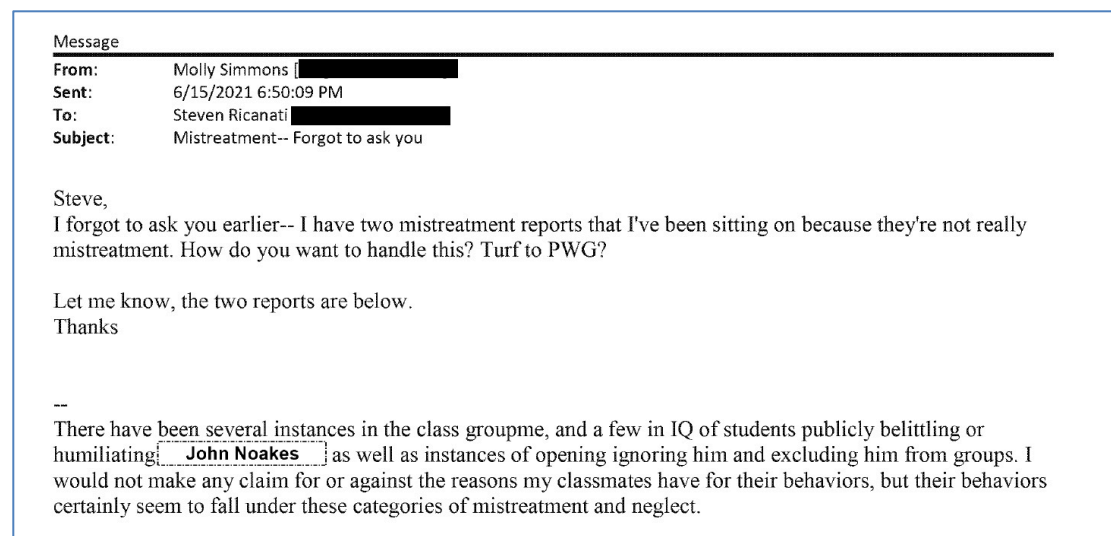 Message
From: Molly Simmons [
Sent: 6/15/2021 6:50:09 PM
To: Steven Ricanati
Subject: Mistreatment-- Forgot to ask you
Steve,
I forgot to ask you earlier-- I have two mistreatment reports that I've been sitting on because they're not really
mistreatment. How do you want to handle this? Turf to PWG?
Let me know, the two reports are below.
Thanks
--
There have been several instances in the class groupme, and a few in IQ of students publicly belittling or
humiliating John Noakes as well as instances of opening ignoring him and excluding him from groups. I
would not make any claim for or against the reasons my classmates have for their behaviors, but their behaviors
certainly seem to fall under these categories of mistreatment and neglect.